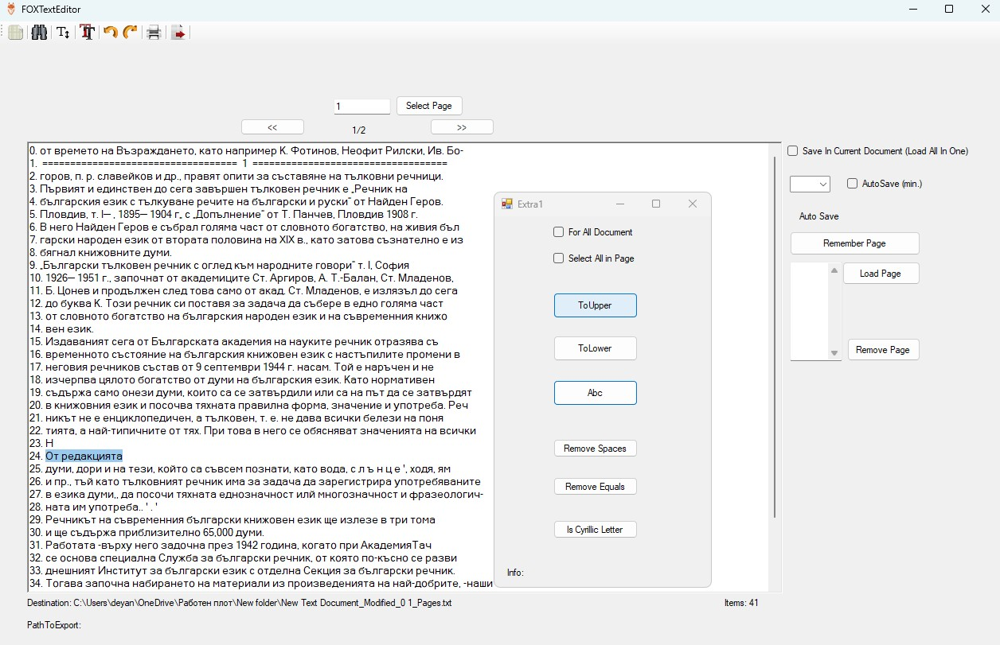 FOXTextEditor
1
Select Page
<<
1/2
>>
0. от времето на Възраждането, като например К. Фотинов, Неофит Рилски, Ив. Бо-
1. =================================== 1 ===================================
2. горов, п. р. славейков и др., правят опити за съставяне на тълковни речници.
3. Първият и единствен до сега завършен тълковен речник е „Речник на
4. българския език с тълкуване речите на български и руски“ от Найден Геров.
5. Пловдив, т. I— , 1895— 1904 г„ с „Допълнение“ от Т. Панчев, Пловдив 1908 г.
6. В него Найден Геров е събрал голяма част от словното богатство, на живия бъл
7. гарски народен език от втората половина на XIX в., като затова съзнателно е из
8. бягнал книжовните думи.
9. „Български тълковен речник с оглед към народните говори“ т. I, София
10. 1926— 1951 г., започнат от академиците Ст. Аргиров, А. Т.-Балан, Ст. Младенов,
11. Б. Цонев и продължен след това само от акад. Ст. Младенов, е излязъл до сега
12. до буква К. Този речник си поставя за задача да събере в едно голяма част
13. от словното богатство на българския народен език и на съвременния книжо
14. вен език.
15. Издаваният сега от Българската академия на науките речник отразява съ
16. временното състояние на българския книжовен език с настъпилите промени в
17. неговия речников състав от 9 септември 1944 г. насам. Той е наръчен и не
18. изчерпва цялото богатство от думи на българския език. Като нормативен
19. съдържа само онези думи, които са се затвърдили или са на път да се затвърдят
20. в книжовния език и посочва тяхната правилна форма, значение и употреба. Реч
21. никът не е енциклопедичен, а тълковен, т. е. не дава всички белези на поня
22. тията, а най-типичните от тях. При това в него се обясняват значенията на всички
23. Н
24. От редакцията
25. думи, дори и на тези, който са съвсем познати, като вода, с л ъ н ц е ', ходя, ям
26. и пр., тъй като тълковният речник има за задача да зарегистрира употребяваните
27. в езика думи,, да посочи тяхната еднозначност илй многозначност и фразеологич-
28. ната им употреба.. ' . '
29. Речникът на съвременния български книжовен език ще излезе в три тома
30. и ще съдържа приблизително 65,000 думи.
31. Работата -върху него задочна през 1942 година, когато при АкадемияТач
32. се основа специална Служба за български речник, от която по-късно се разви
33. днешният Институт за български език с отделна Секция за български речник.
34. Тогава започна набирането на материали из произведенията на най-добрите, -наши
Extra1
For All Document
Select All in Page
ToUpper
ToLower
Abc
Remove Spaces
Remove Equals
Is Cyrillic Letter
Info:
Save In Current Document (Load All In One)
AutoSave (min.)
Auto Save
Remember Page
Load Page
Remove Page
Destination: C:\Users\deyan\OneDrive\Работен плот\New folder\New Text Document_Modified_0 1_Pages.txt
Items: 41
PathToExport: